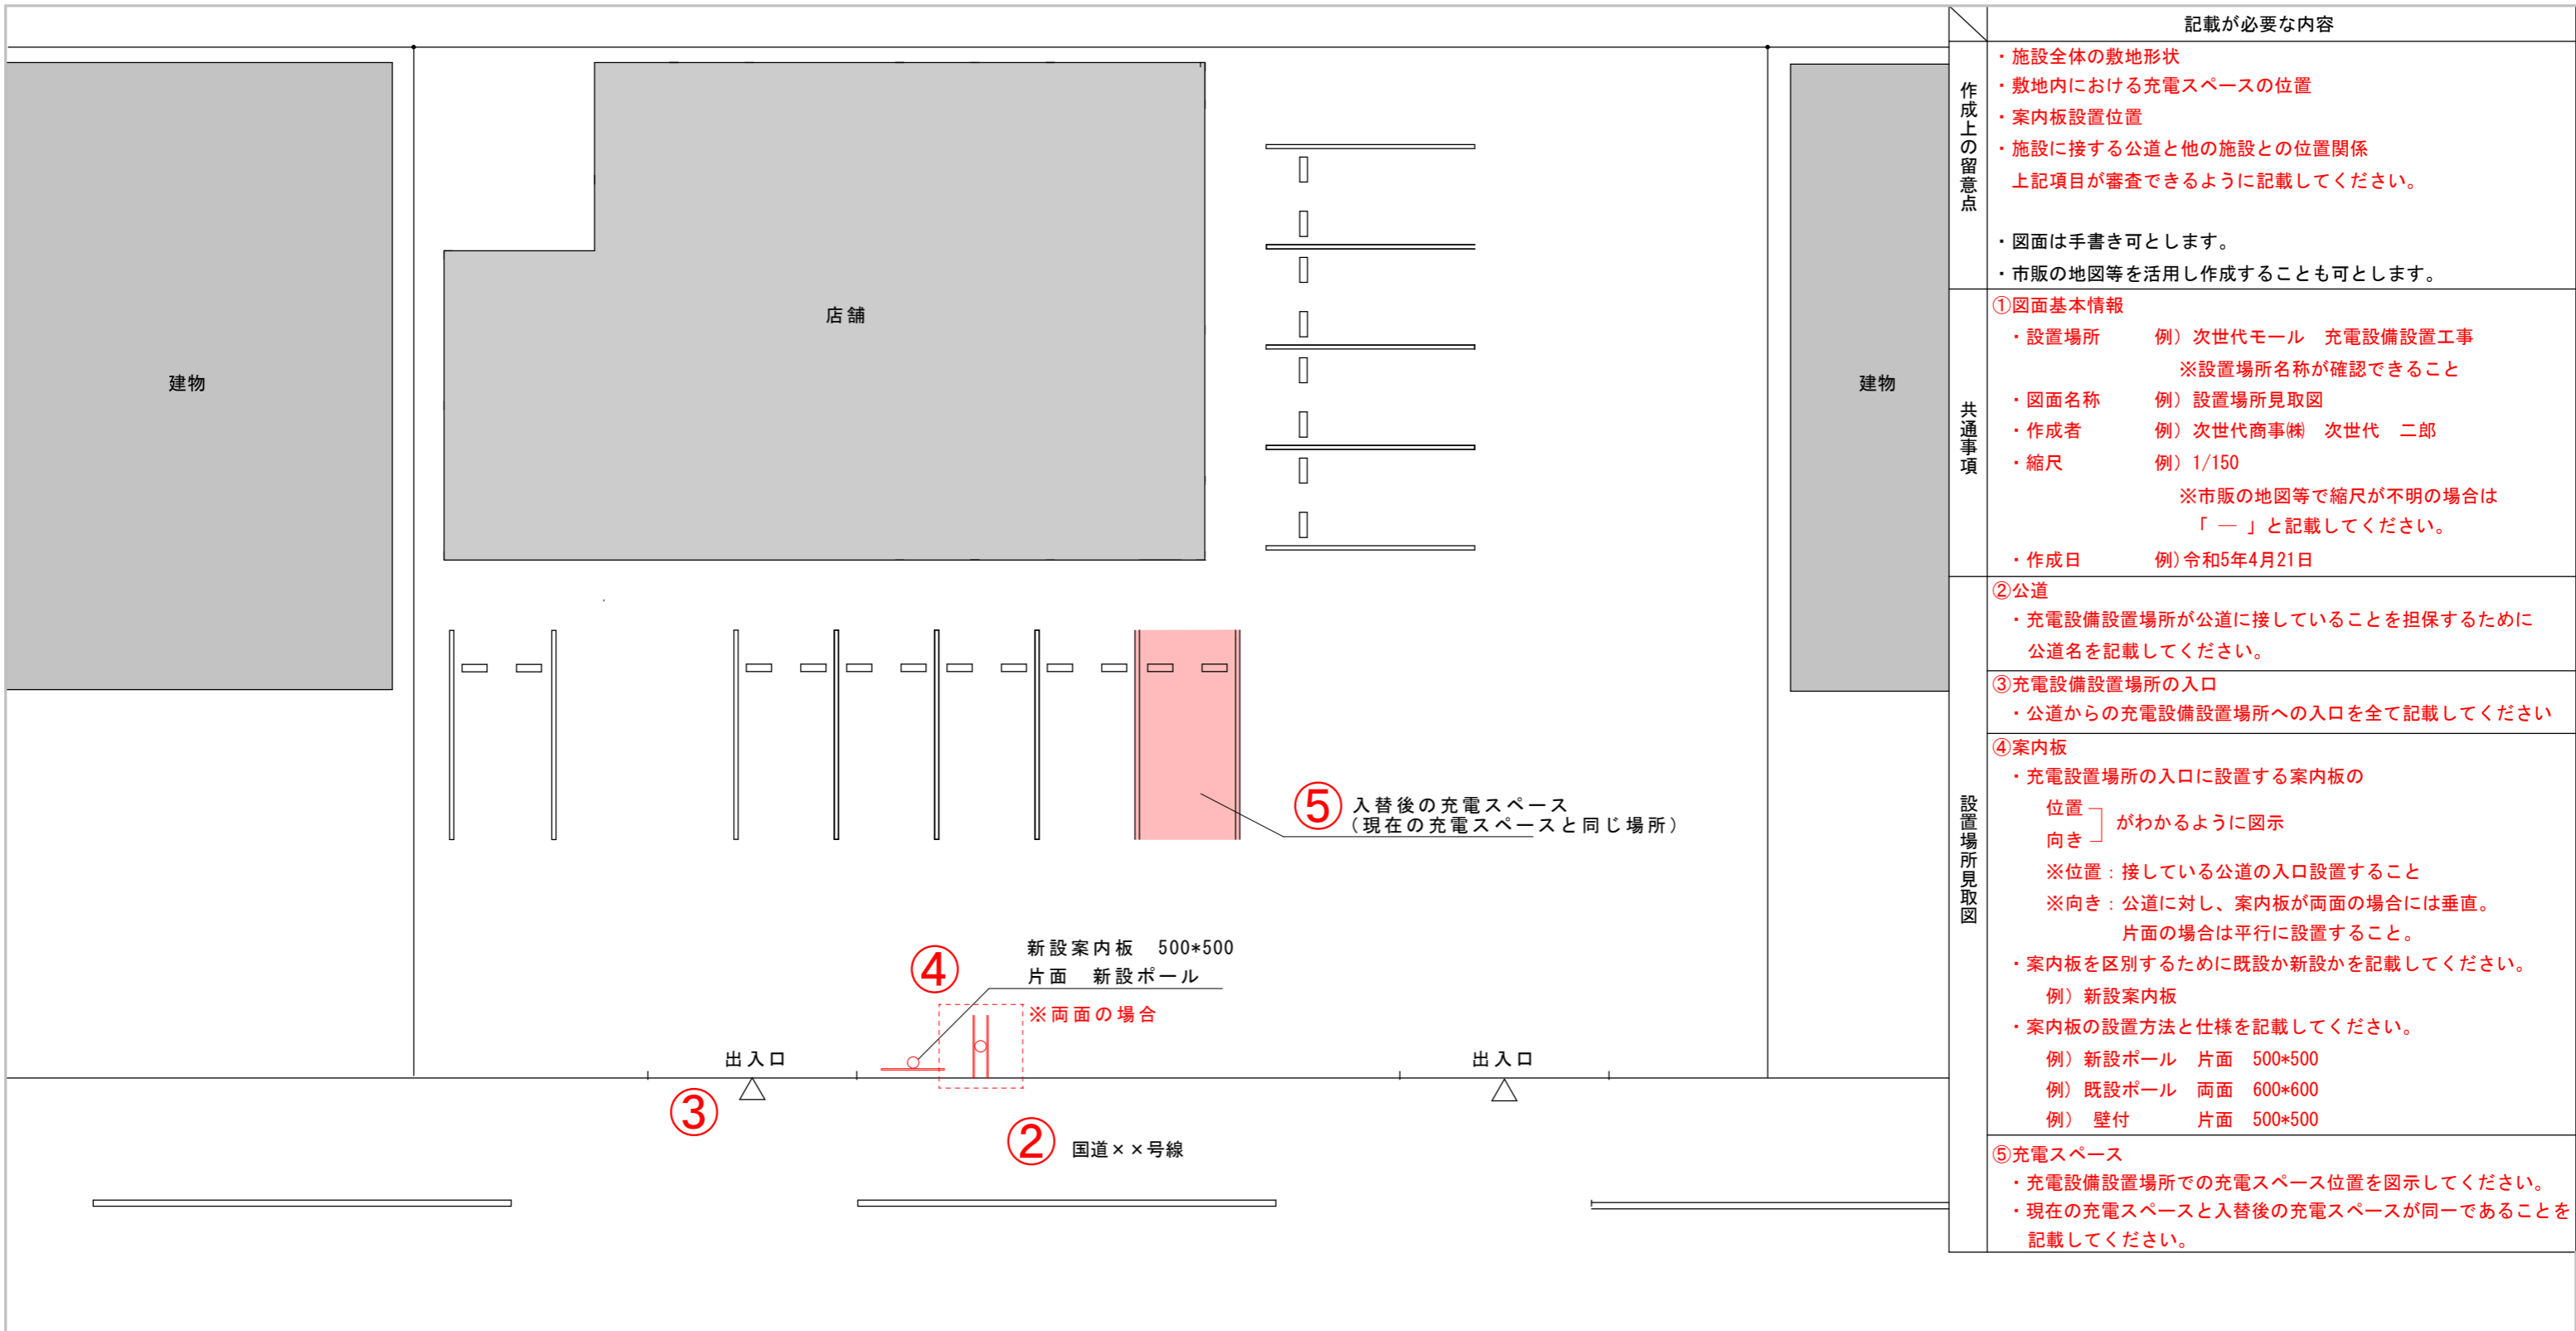 建物
店舗
建物
⑤
入替後の充電スペース
（現在の充電スペースと同じ場所）
④
新設案内板　500*500
片面　新設ポール
※両面の場合
出入口
出入口
③
②
国道××号線
記載が必要な内容
作成上の留意点
・施設全体の敷地形状
・敷地内における充電スペースの位置
・案内板設置位置
・施設に接する公道と他の施設との位置関係
上記項目が審査できるように記載してください。
・図面は手書き可とします。
・市販の地図等を活用し作成することも可とします。
共通事項
①図面基本情報
・設置場所　例）次世代モール　充電設備設置工事
※設置場所名称が確認できること
・図面名称　例）設置場所見取図
・作成者　例）次世代商事㈱　次世代　二郎
・縮尺　例）1/150
※市販の地図等で縮尺が不明の場合は
「 ― 」と記載してください。
・作成日　例)令和5年4月21日
設置場所見取図
②公道
・充電設備設置場所が公道に接していることを担保するために
公道名を記載してください。
③充電設備設置場所の入口
・公道からの充電設備設置場所への入口を全て記載してください
④案内板
・充電設置場所の入口に設置する案内板の
位置
がわかるように図示
向き
※位置：接している公道の入口設置すること
※向き：公道に対し、案内板が両面の場合には垂直。
片面の場合は平行に設置すること。
・案内板を区別するために既設か新設かを記載してください。
例）新設案内板
・案内板の設置方法と仕様を記載してください。
例）新設ポール　片面　500*500
例）既設ポール　両面　600*600
例）　壁付　片面　500*500
⑤充電スペース
・充電設備設置場所での充電スペース位置を図示してください。
・現在の充電スペースと入替後の充電スペースが同一であることを
記載してください。